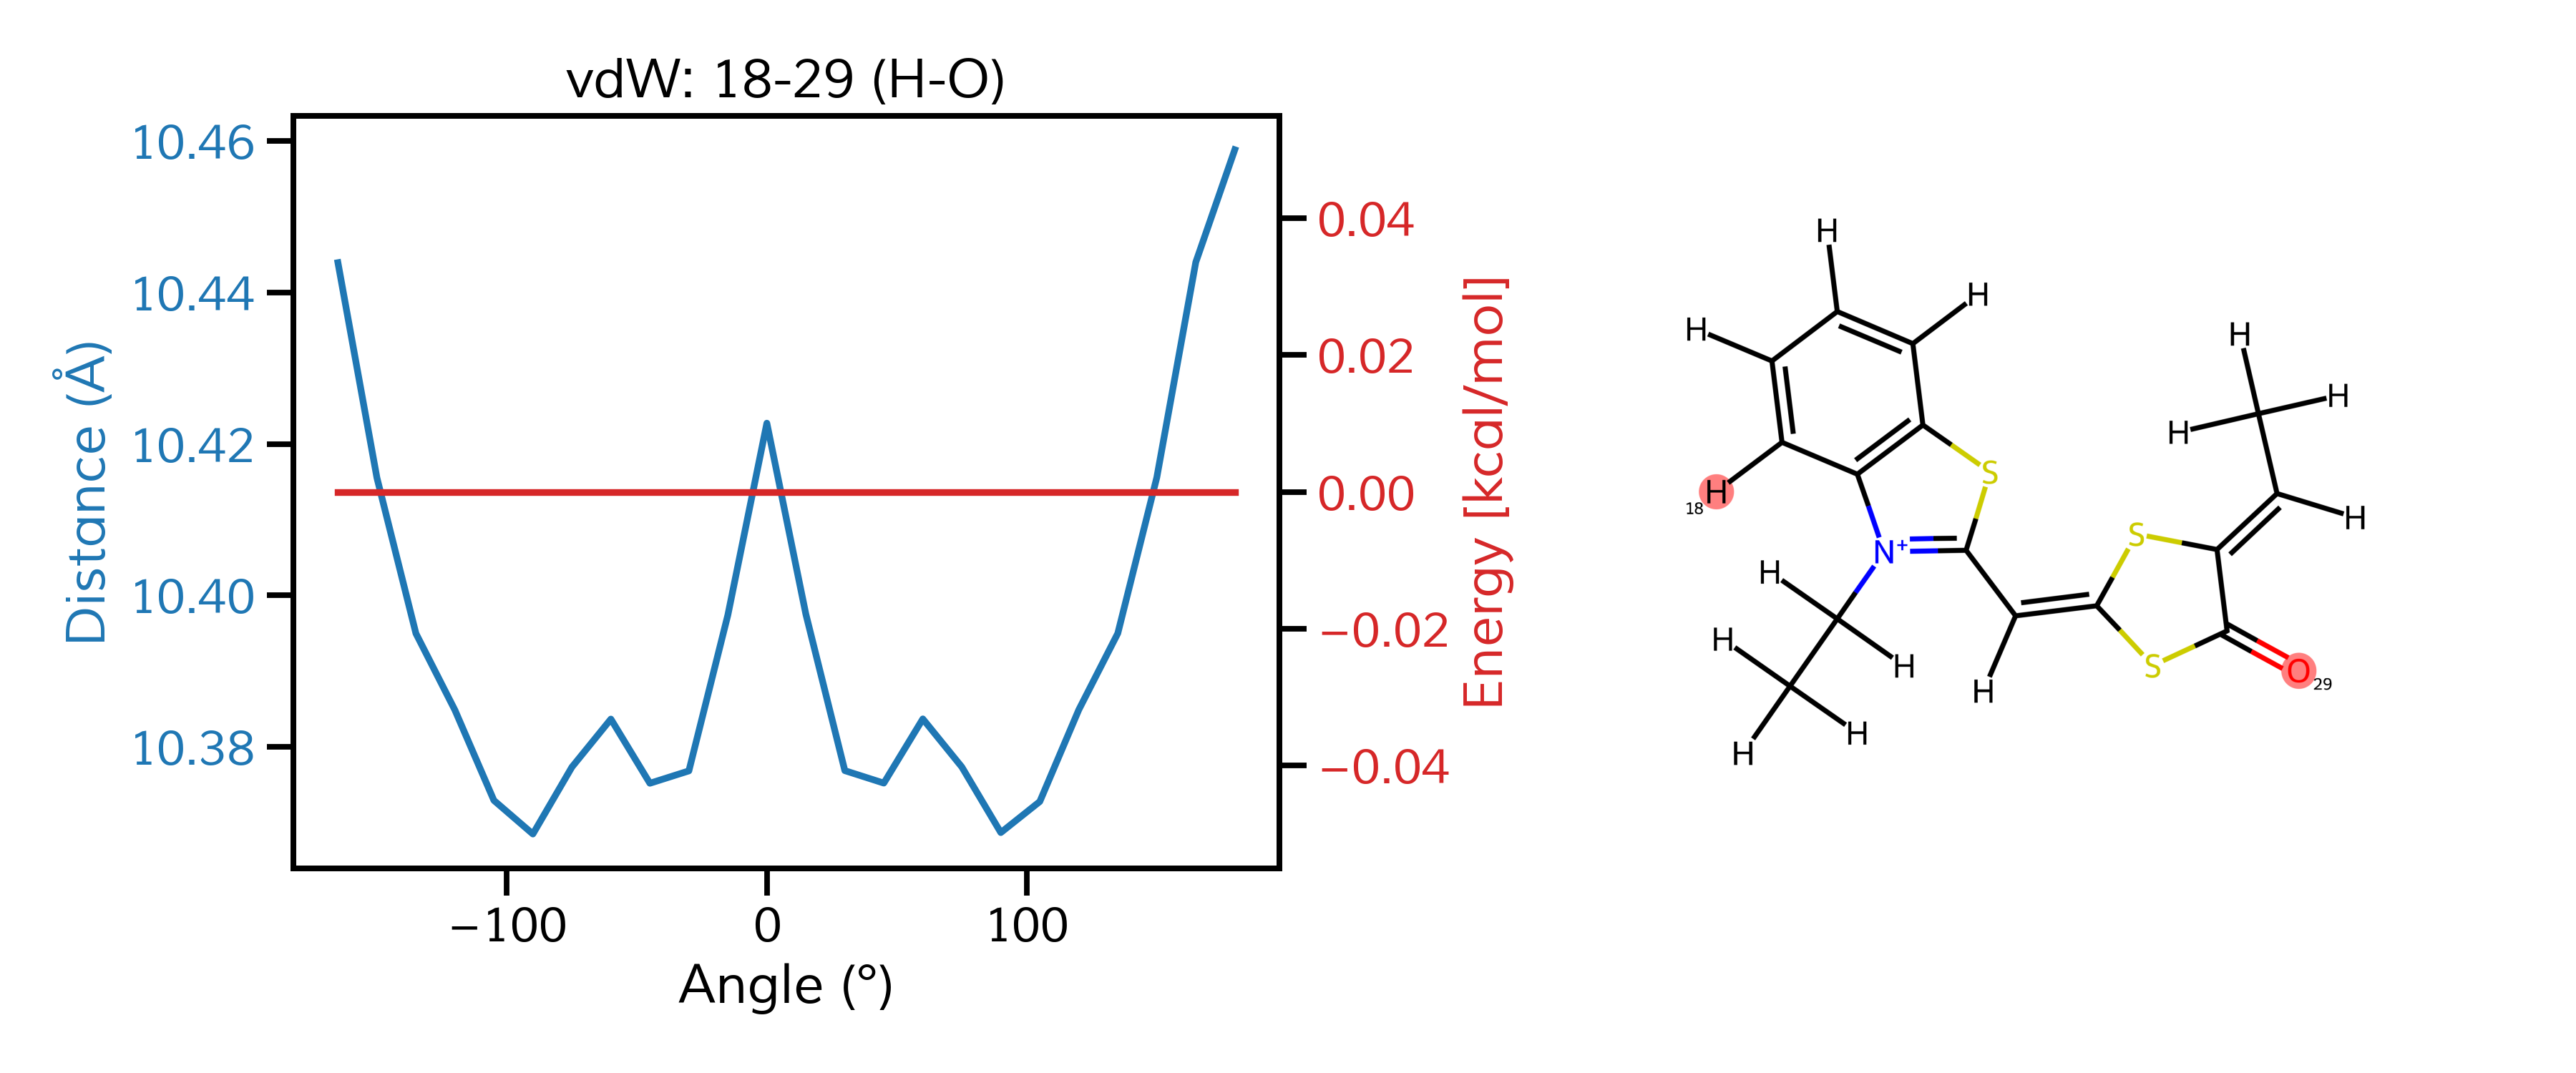 vdW: 18-29 (H-O)
10.46
10.44
10.42
10.40
10.38
Distance (Å)
0.04
0.02
0.00
−0.02
−0.04
Energy [kcal/mol]
−100
0
100
Angle (°)
H
H
H
H
H
H
S
H
18
H
S
H
N⁺
H
H
H
S
O
29
H
H
H